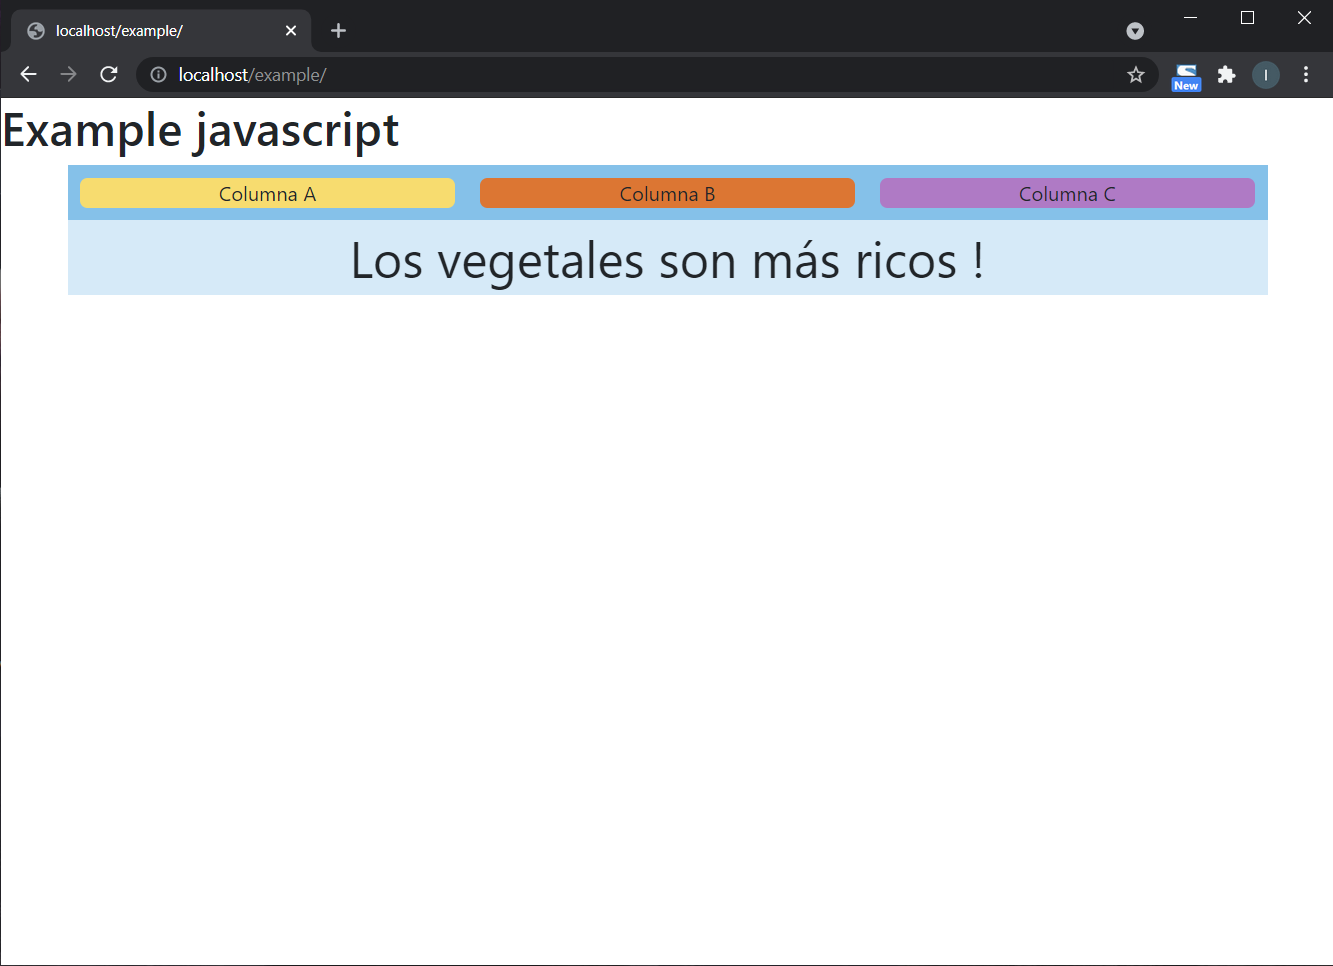 localhost/example/
localhost/example/
New
I
Example javascript
Columna A Columna B Columna C
Los vegetales son más ricos !